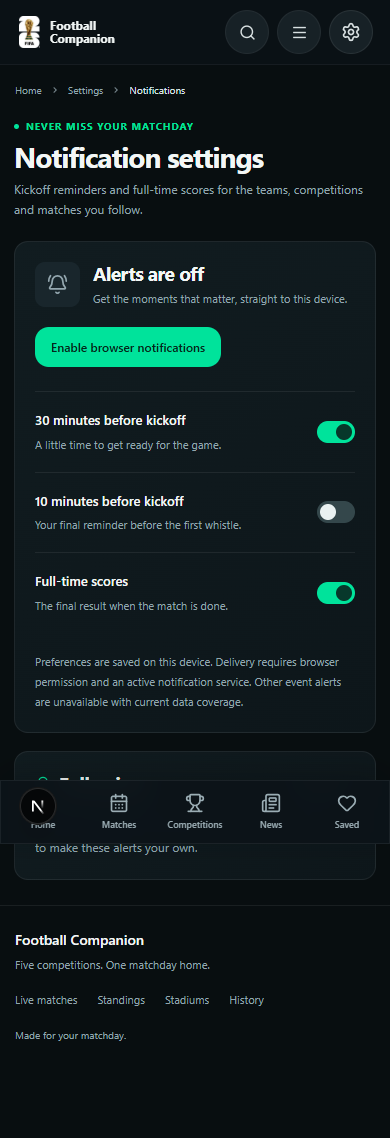 FIFA
Football
Companion
Home > Settings > Notifications
NEVER MISS YOUR MATCHDAY
Notification settings
Kickoff reminders and full-time scores for the teams, competitions
and matches you follow.
Alerts are off
Get the moments that matter, straight to this device.
Enable browser notifications
30 minutes before kickoff
A little time to get ready for the game.
10 minutes before kickoff
Your final reminder before the first whistle.
Full-time scores
The final result when the match is done.
Preferences are saved on this device. Delivery requires browser
permission and an active notification service. Other event alerts
are unavailable with current data coverage.
N
Home Matches Competitions News Saved
to make these alerts your own.
Football Companion
Five competitions. One matchday home.
Live matches Standings Stadiums History
Made for your matchday.